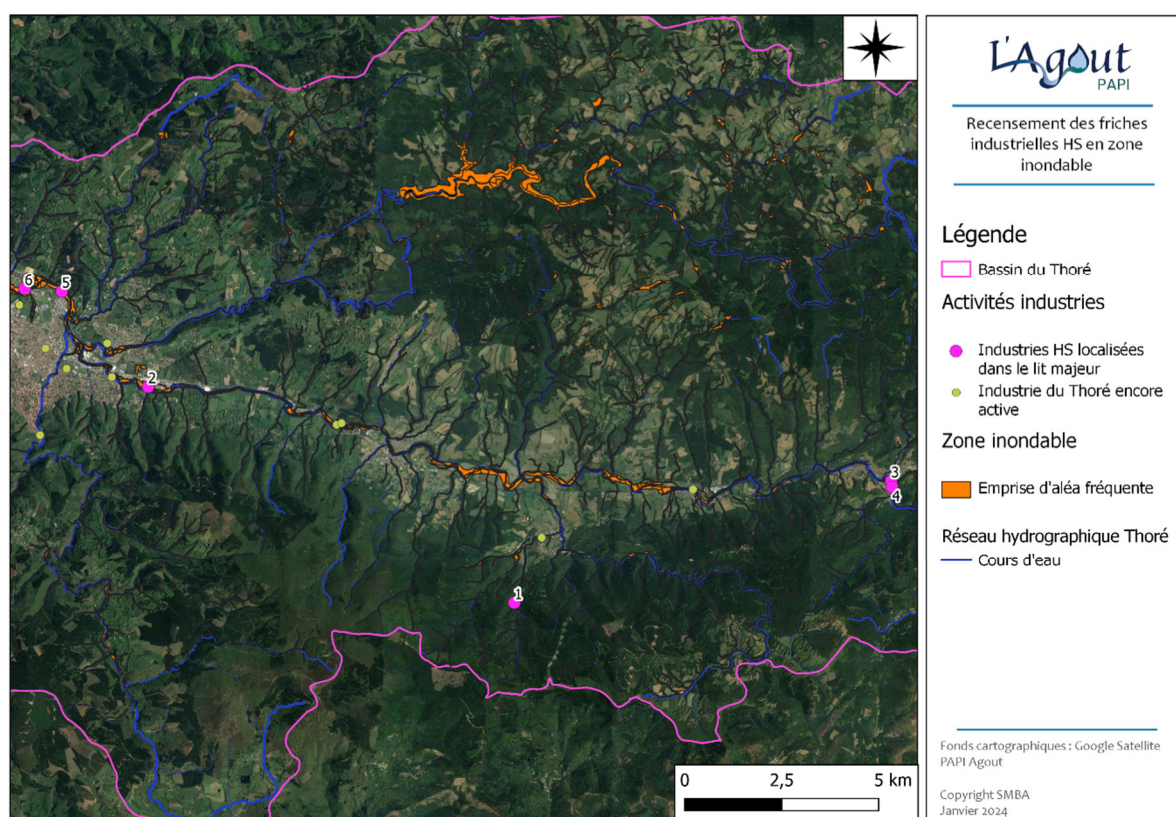 6
5
2
3
4
1
0
2,5
5 km
L'Agout
PAPI
Recensement des friches
industrielles HS en zone
inondable
Légende
Bassin du Thoré
Activités industries
Industries HS localisées
dans le lit majeur
Industrie du Thoré encore
active
Zone inondable
Emprise d'aléa fréquente
Réseau hydrographique Thoré
Cours d'eau
Fonds cartographiques : Google Satellite
PAPI Agout
Copyright SMBA
Janvier 2024